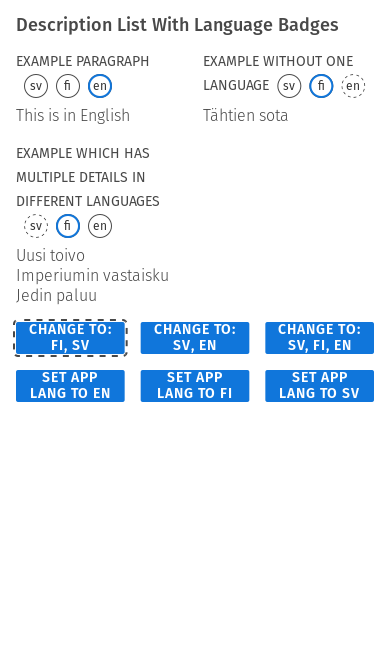 Description List With Language Badges
EXAMPLE PARAGRAPH
sv fi en
This is in English
EXAMPLE WITHOUT ONE
LANGUAGE sv fi en
Tähtien sota
EXAMPLE WHICH HAS
MULTIPLE DETAILS IN
DIFFERENT LANGUAGES
sv fi en
Uusi toivo
Imperiumin vastaisku
Jedin paluu
CHANGE TO:
FI, SV
CHANGE TO:
SV, EN
CHANGE TO:
SV, FI, EN
SET APP
LANG TO EN
SET APP
LANG TO FI
SET APP
LANG TO SV